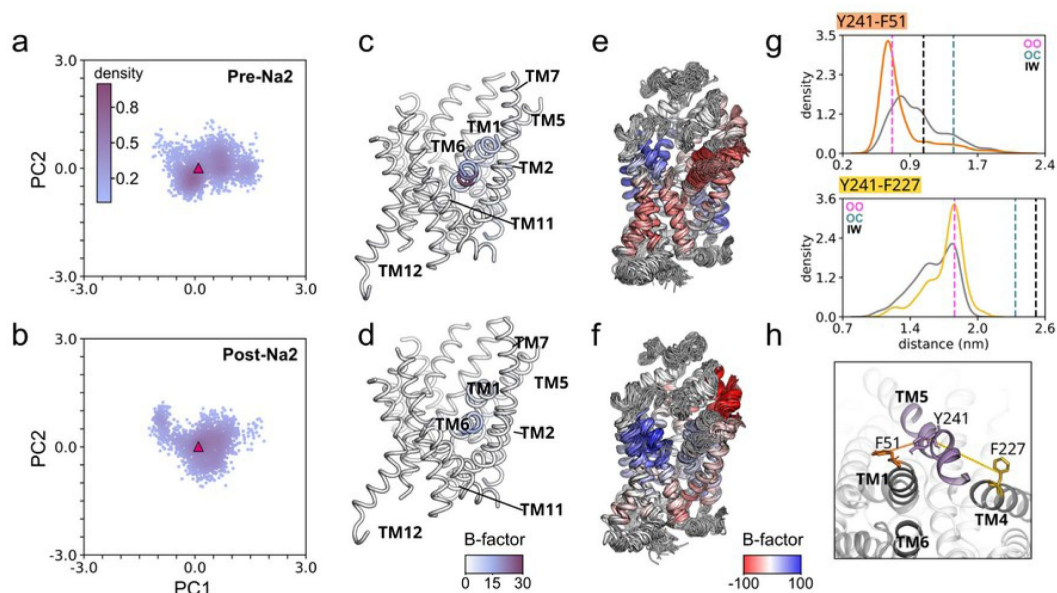 a
3.0
density
Pre-Na2
0.8
0.5
0.2
PC2
0.0
-3.0
-3.0
0.0
3.0
b
3.0
Post-Na2
PC2
0.0
-3.0
-3.0
0.0
3.0
PC1
c
TM7
TM5
TM1
TM6
TM2
TM11
TM12
d
TM7
TM5
TM1
TM6
TM2
TM11
TM12
B-factor
0 15 30
e
f
B-factor
-100 100
g
Y241-F51
3.5
OO
OC
IW
2.3
density
1.2
0.0
0.2 0.9 1.7 2.4
Y241-F227
3.6
OO
OC
IW
2.4
density
1.2
0.0
0.7 1.4 2.0 2.6
distance (nm)
h
TM5
Y241
F51
F227
TM1
TM4
TM6